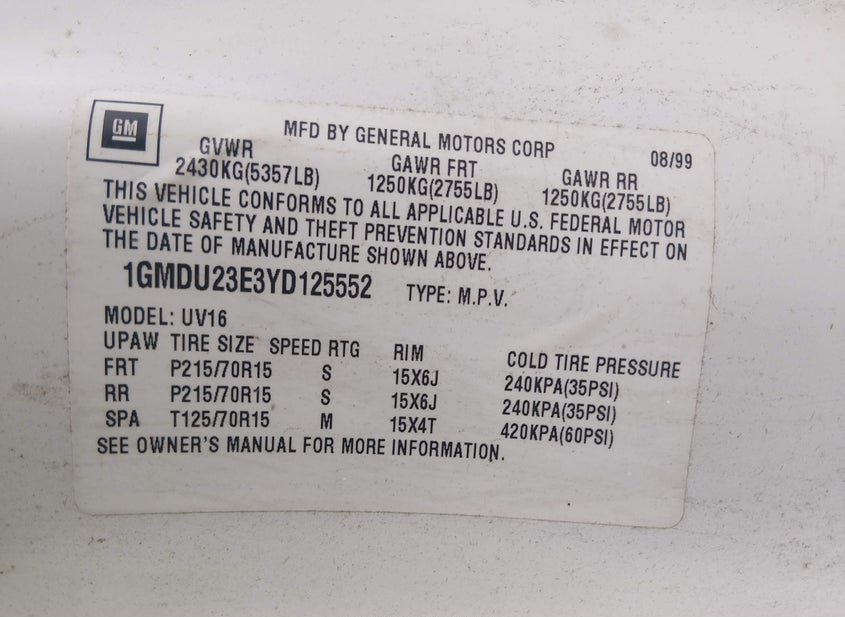 GM
MFD BY GENERAL MOTORS CORP 08/99
GVWR GAWR FRT GAWR RR
2430KG(5357LB) 1250KG(2755LB) 1250KG(2755LB)
THIS VEHICLE CONFORMS TO ALL APPLICABLE U.S. FEDERAL MOTOR
VEHICLE SAFETY AND THEFT PREVENTION STANDARDS IN EFFECT ON
THE DATE OF MANUFACTURE SHOWN ABOVE.
1GMDU23E3YD125552 TYPE: M.P.V.
MODEL: UV16
UPAW TIRE SIZE SPEED RTG RIM COLD TIRE PRESSURE
FRT P215/70R15 S 15X6J 240KPA(35PSI)
RR P215/70R15 S 15X6J 240KPA(35PSI)
SPA T125/70R15 M 15X4T 420KPA(60PSI)
SEE OWNER'S MANUAL FOR MORE INFORMATION.